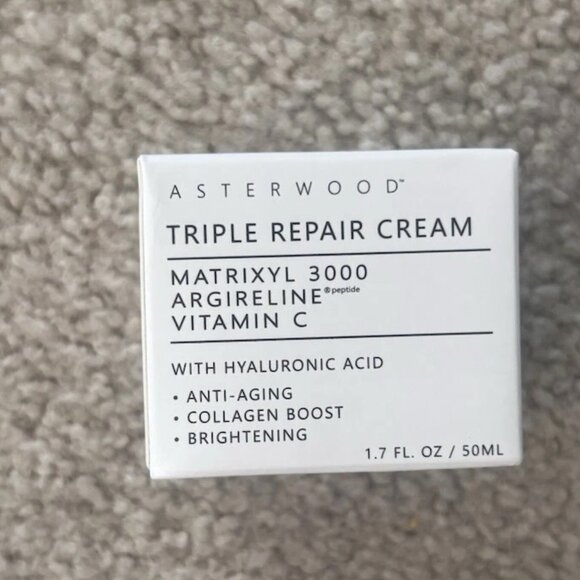 ASTERWOOD™
TRIPLE REPAIR CREAM
MATRIXYL 3000
ARGIRELINE® peptide
VITAMIN C
WITH HYALURONIC ACID
• ANTI-AGING
• COLLAGEN BOOST
• BRIGHTENING
1.7 FL. OZ / 50ML